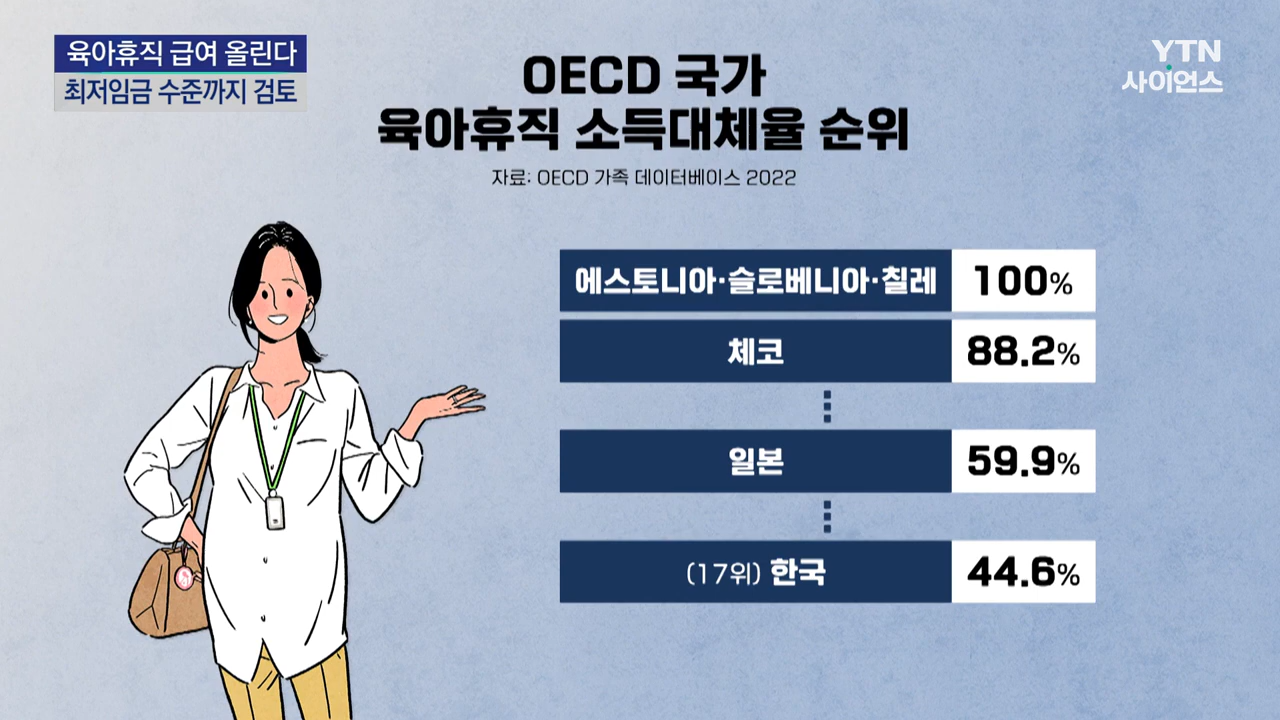 육아휴직 급여 올린다
최저임금 수준까지 검토
YTN
사이언스
OECD 국가
육아휴직 소득대체율 순위
자료: OECD 가족 데이터베이스 2022
에스토니아·슬로베니아·칠레 100%
체코 88.2%
일본 59.9%
(17위) 한국 44.6%